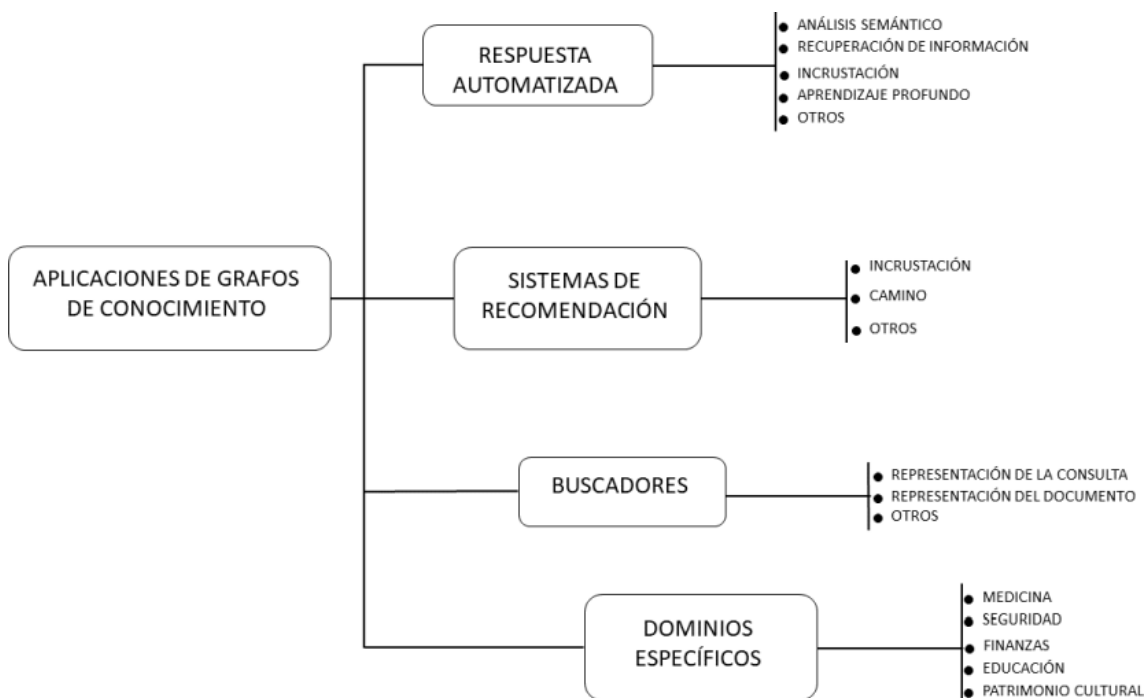 RESPUESTA
AUTOMATIZADA
ANÁLISIS SEMÁNTICO
RECUPERACIÓN DE INFORMACIÓN
INCRUSTACIÓN
APRENDIZAJE PROFUNDO
OTROS
APLICACIONES DE GRAFOS
DE CONOCIMIENTO
SISTEMAS DE
RECOMENDACIÓN
INCRUSTACIÓN
CAMINO
OTROS
BUSCADORES
REPRESENTACIÓN DE LA CONSULTA
REPRESENTACIÓN DEL DOCUMENTO
OTROS
DOMINIOS
ESPECÍFICOS
MEDICINA
SEGURIDAD
FINANZAS
EDUCACIÓN
PATRIMONIO CULTURAL